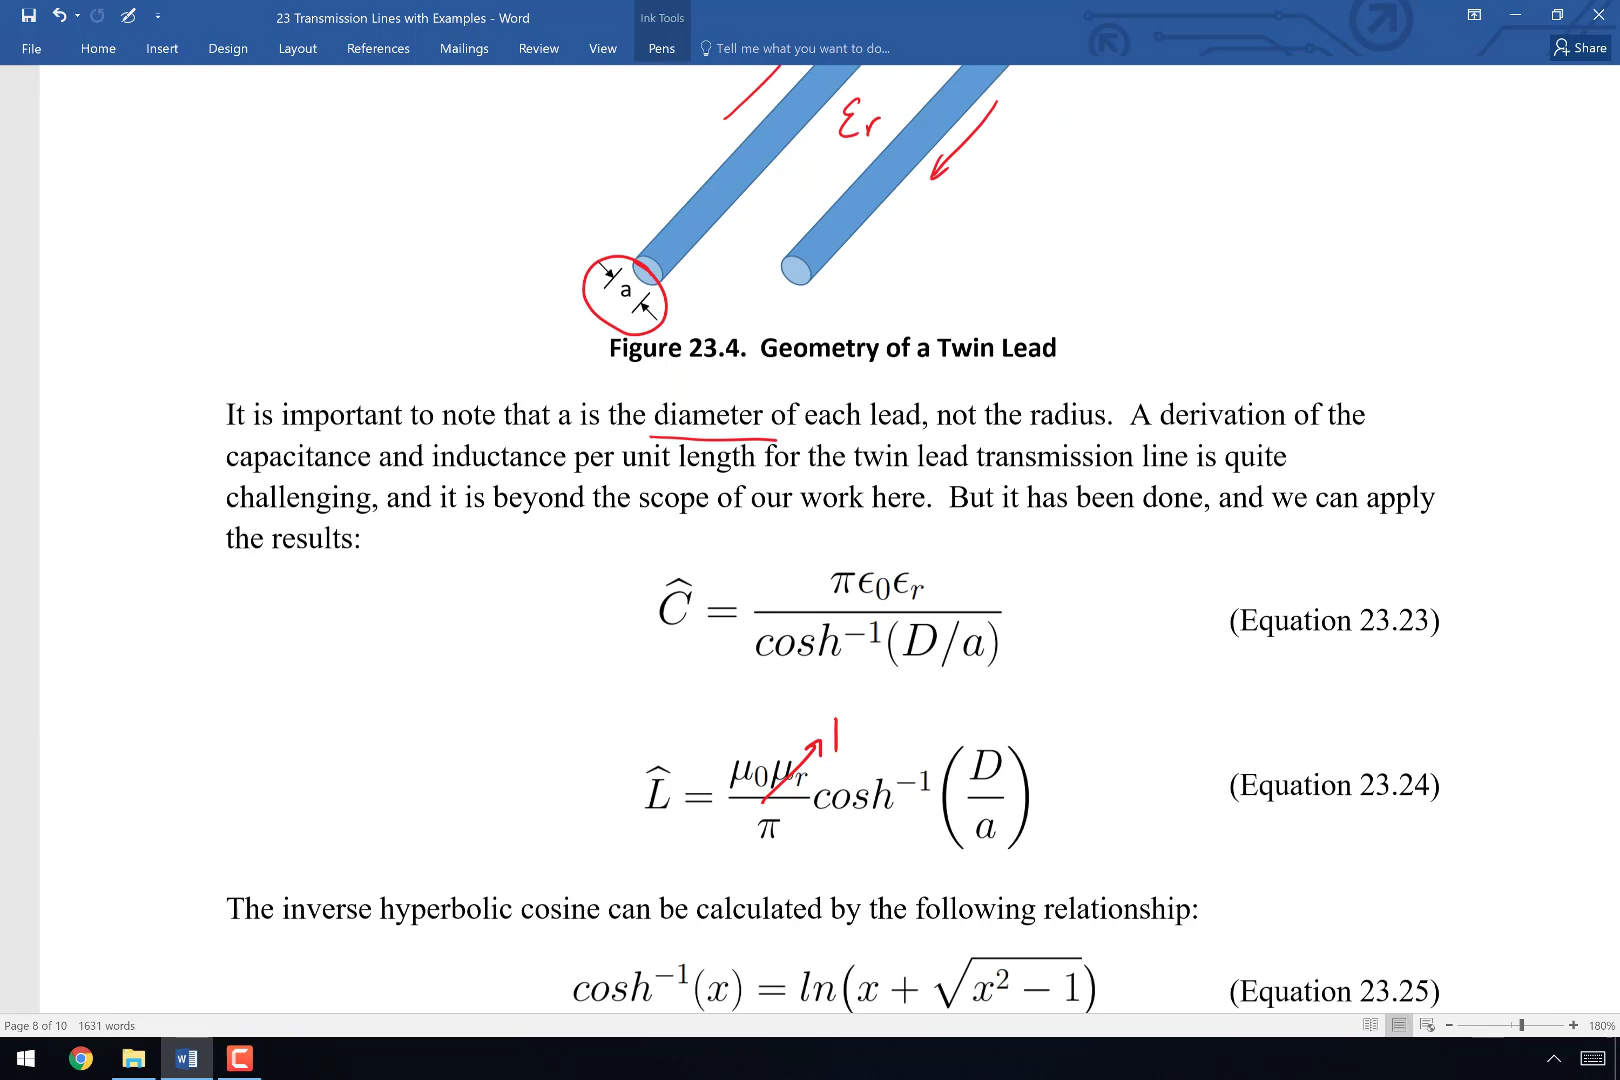 23 Transmission Lines with Examples - Word
Ink Tools
File Home Insert Design Layout References Mailings Review View Pens Tell me what you want to do... Share
εr
a
Figure 23.4.  Geometry of a Twin Lead
It is important to note that a is the diameter of each lead, not the radius.  A derivation of the
capacitance and inductance per unit length for the twin lead transmission line is quite
challenging, and it is beyond the scope of our work here.  But it has been done, and we can apply
the results:
Ĉ = πϵ₀ϵᵣ / cosh⁻¹(D/a) (Equation 23.23)
1
L̂ = μ₀μᵣ / π cosh⁻¹(D / a) (Equation 23.24)
The inverse hyperbolic cosine can be calculated by the following relationship:
cosh⁻¹(x) = ln(x + √(x² − 1)) (Equation 23.25)
Page 8 of 10 1631 words 180%